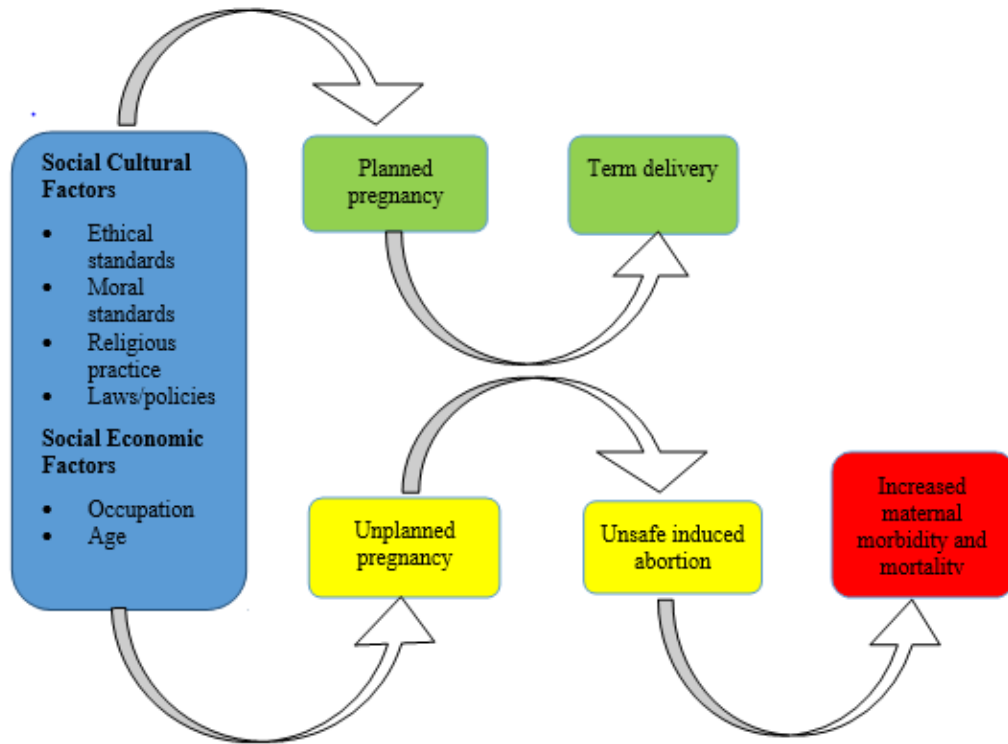 Social Cultural
Factors
• Ethical
standards
• Moral
standards
• Religious
practice
• Laws/policies
Social Economic
Factors
• Occupation
• Age
Planned
pregnancy
Term delivery
Unplanned
pregnancy
Unsafe induced
abortion
Increased
maternal
morbidity and
mortality